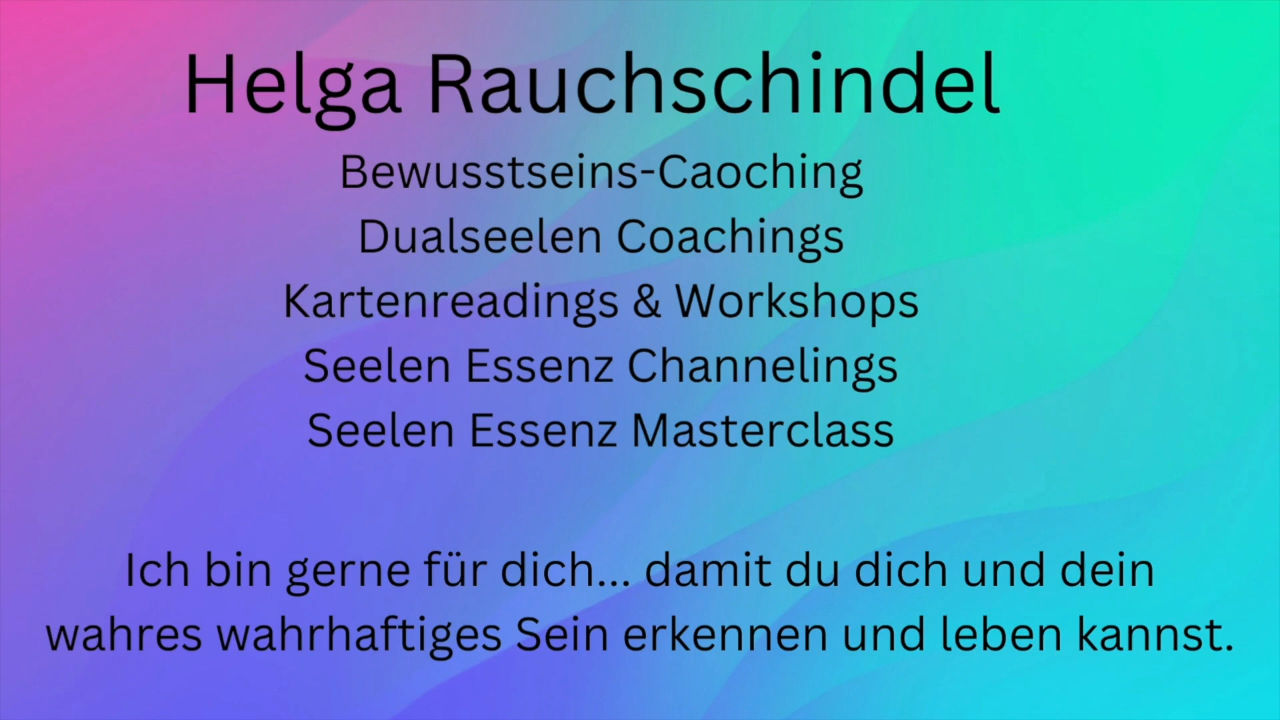 Helga Rauchschindel
Bewusstseins-Caoching
Dualseelen Coachings
Kartenreadings & Workshops
Seelen Essenz Channelings
Seelen Essenz Masterclass
Ich bin gerne für dich... damit du dich und dein
wahres wahrhaftiges Sein erkennen und leben kannst.